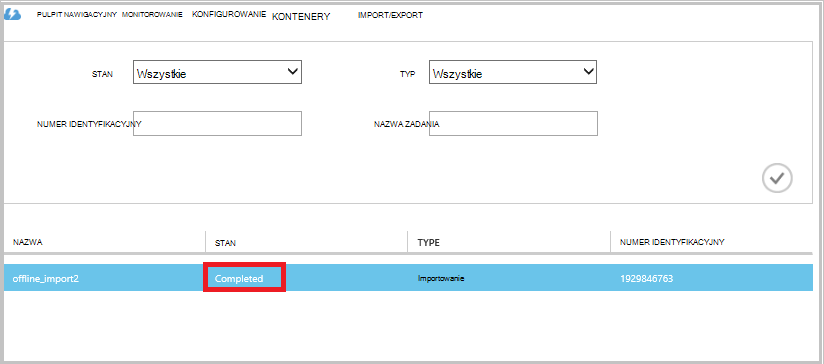 PULPIT NAWIGACYJNY MONITOROWANIE KONFIGUROWANIE KONTENERY IMPORT/EXPORT
STAN Wszystkie TYP Wszystkie
NUMER IDENTYFIKACYJNY NAZWA ZADANIA
NAZWA STAN TYPE NUMER IDENTYFIKACYJNY
offline_import2 Completed Importowanie 1929846763